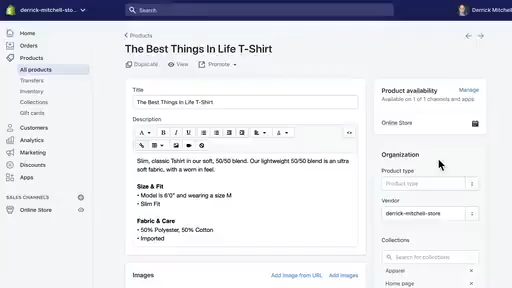 derrick-mitchell-sto...
Search
Derrick Mitchell
Home
Orders
Products
All products
Transfers
Inventory
Collections
Gift cards
Customers
Analytics
Marketing
Discounts
Apps
SALES CHANNELS
Online Store
Products
The Best Things In Life T-Shirt
Duplicate
View
Promote
Title
The Best Things In Life T-Shirt
Description
A
B
I
U
A
<>
Slim, classic Tshirt in our soft, 50/50 blend. Our lightweight 50/50 blend is an ultra
soft fabric, with a worn in feel.
Size & Fit
• Model is 6'0" and wearing a size M
• Slim Fit
Fabric & Care
• 50% Polyester, 50% Cotton
• Imported
Images
Add image from URL
Add images
Product availability
Manage
Available on 1 of 1 channels and apps
Online Store
Organization
Product type
Product type
Vendor
derrick-mitchell-store
Collections
Search for collections
Apparel
Home page